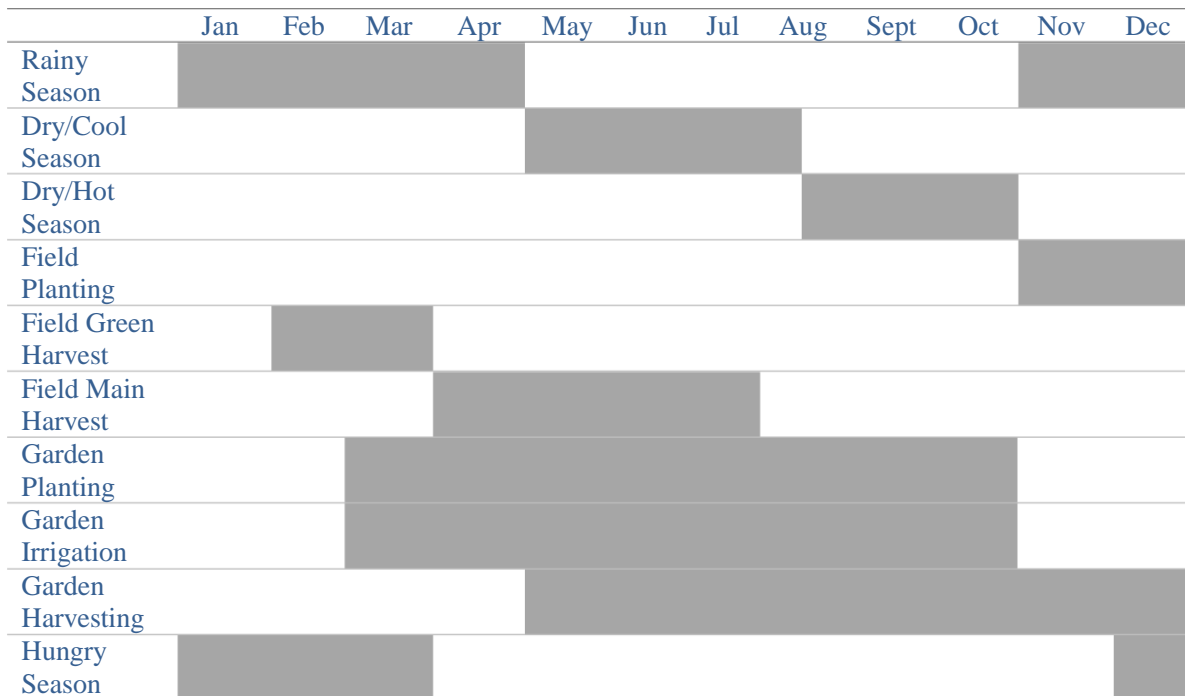 Jan Feb Mar Apr May Jun Jul Aug Sept Oct Nov Dec
Rainy
Season
Dry/Cool
Season
Dry/Hot
Season
Field
Planting
Field Green
Harvest
Field Main
Harvest
Garden
Planting
Garden
Irrigation
Garden
Harvesting
Hungry
Season